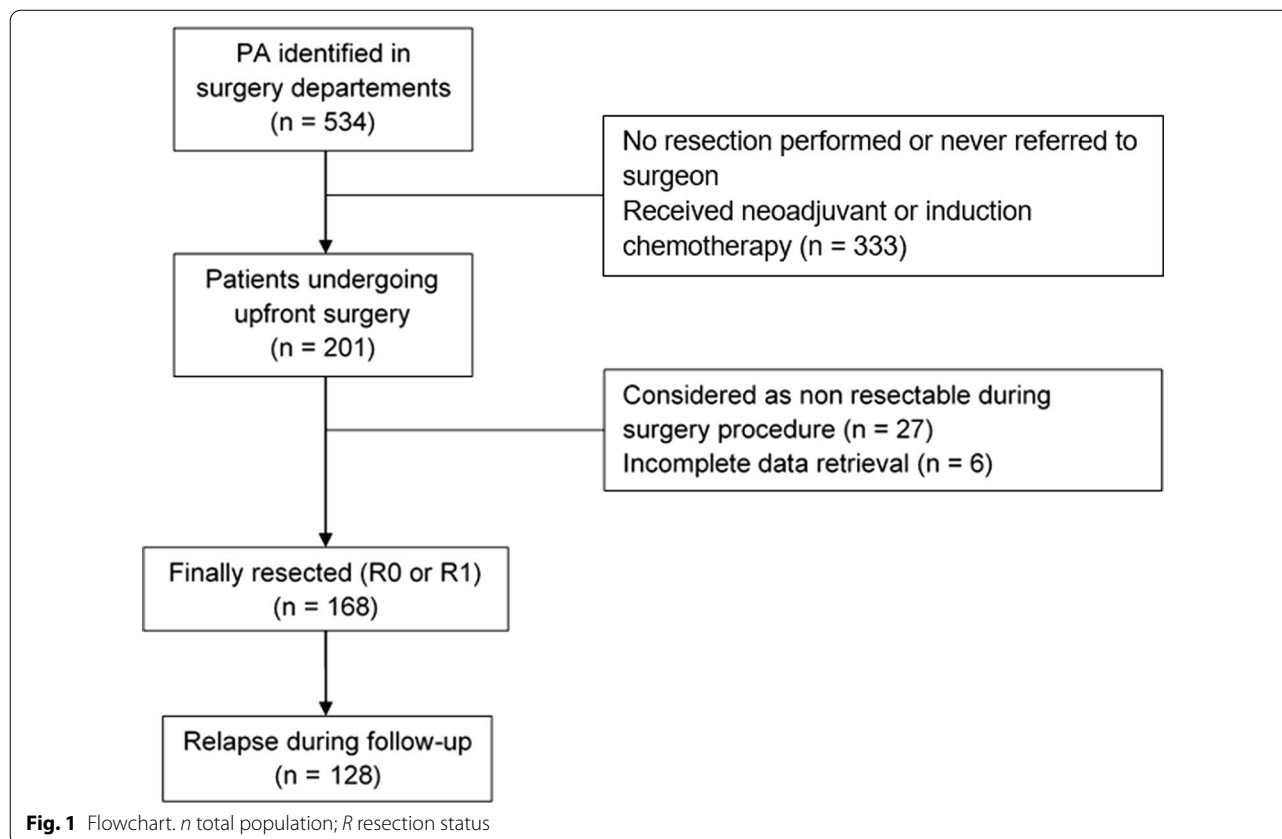 PA identified in
surgery departements
(n = 534)
No resection performed or never referred to
surgeon
Received neoadjuvant or induction
chemotherapy (n = 333)
Patients undergoing
upfront surgery
(n = 201)
Considered as non resectable during
surgery procedure (n = 27)
Incomplete data retrieval (n = 6)
Finally resected (R0 or R1)
(n = 168)
Relapse during follow-up
(n = 128)
Fig. 1 Flowchart. n total population; R resection status